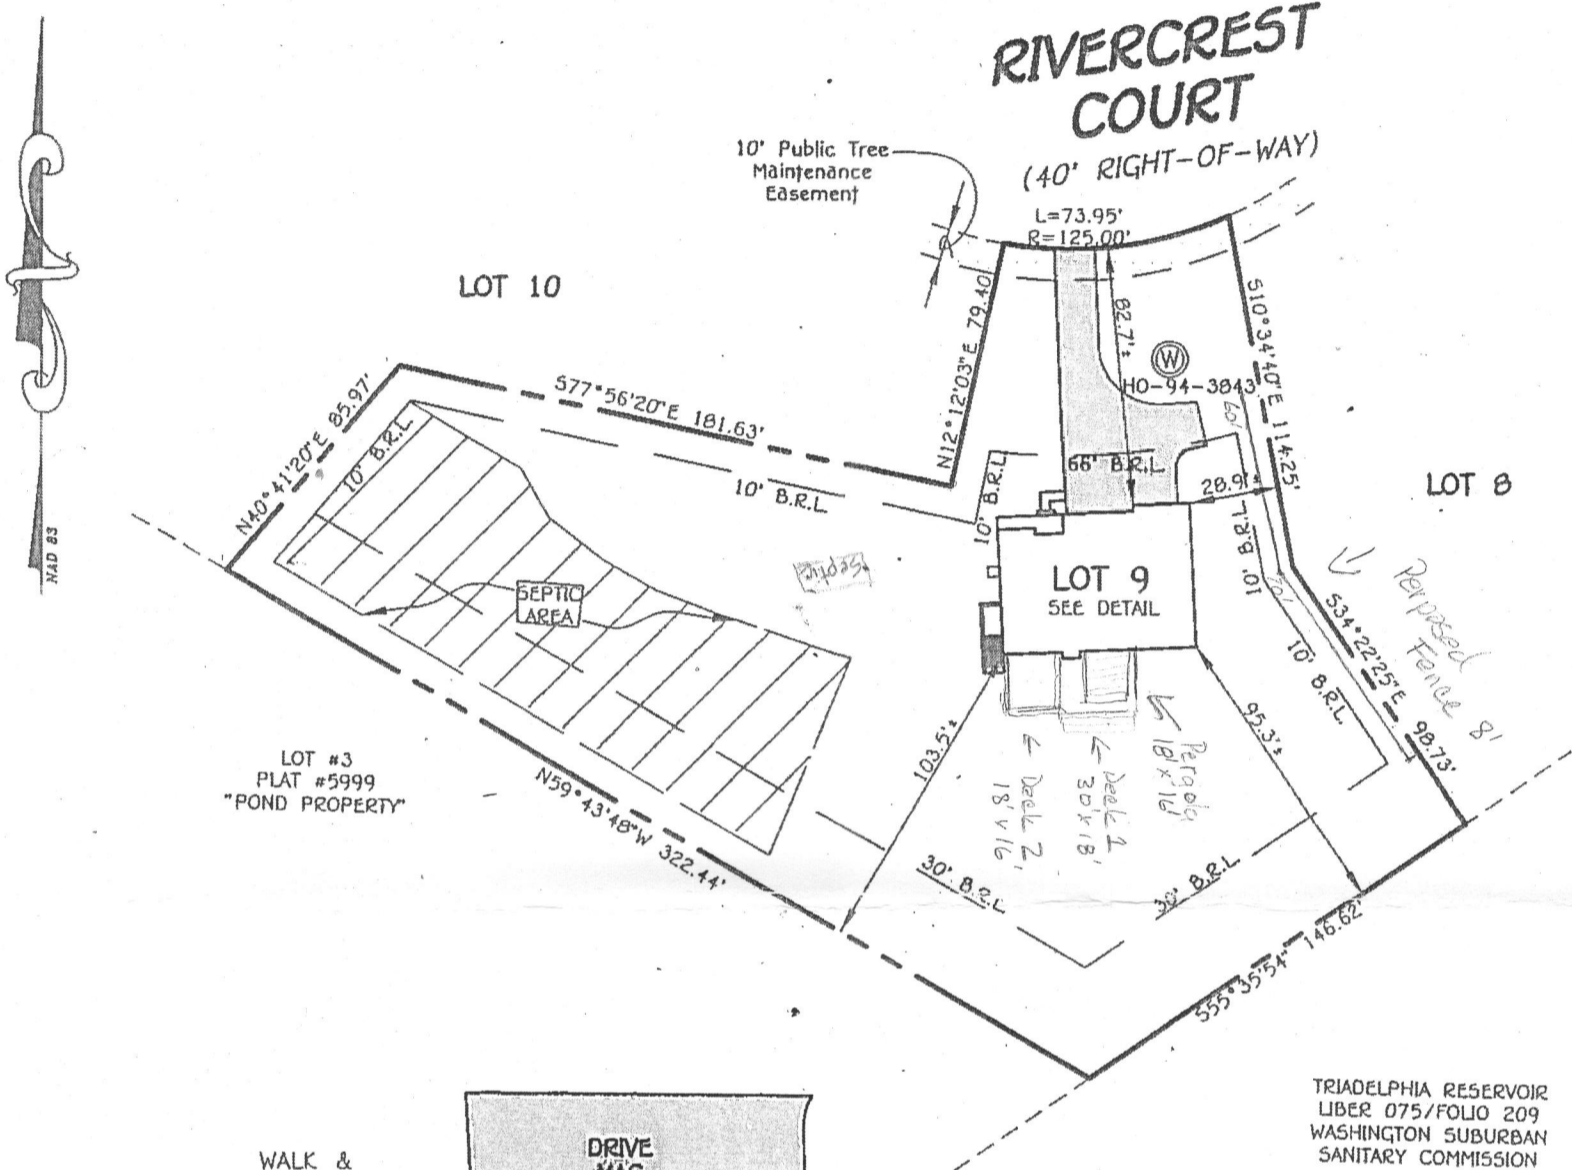 RIVERCREST
COURT
(40' RIGHT-OF-WAY)
10' Public Tree
Maintenance
Easement
L=73.95'
R=125.00'
LOT 10
N12°12'03"E 79.40'
82.7'±
W
HO-94-3843
S10°34'40"E 114.25'
60'
S77°56'20"E 181.63'
N40°41'20"E 85.97'
10' B.R.L.
10' B.R.L.
10' B.R.L.
66' B.R.L.
28.9'±
LOT 8
10' B.R.L.
NAD 83
Septic
SEPTIC
AREA
LOT 9
SEE DETAIL
Perposed
Fence 8'
S34°22'25"E 98.73'
10' B.R.L.
LOT #3
PLAT #5999
"POND PROPERTY"
N59°43'48"W 322.44'
103.5'±
Deck 2
18' x 16'
Deck 1
30' x 18'
Pergola
18' x 16'
95.3'±
30' B.R.L.
30' B.R.L.
S55°35'54" 146.62'
TRIADELPHIA RESERVOIR
LIBER 075/FOLIO 209
WASHINGTON SUBURBAN
SANITARY COMMISSION
WALK &
DRIVE